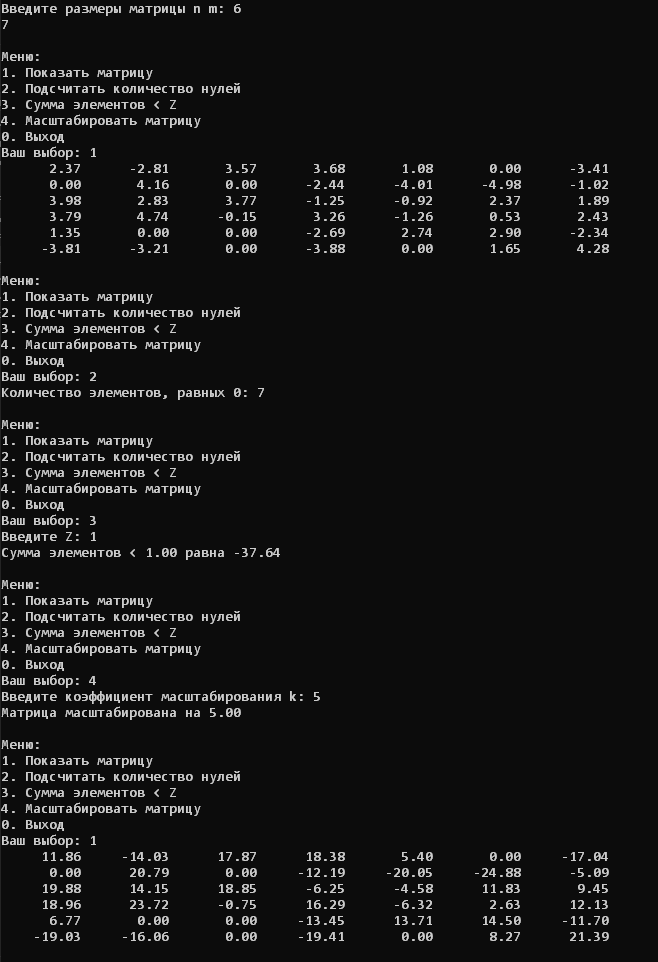 Введите размеры матрицы n m: 6
7
Меню:
1. Показать матрицу
2. Подсчитать количество нулей
3. Сумма элементов < Z
4. Масштабировать матрицу
0. Выход
Ваш выбор: 1
2.37 -2.81 3.57 3.68 1.08 0.00 -3.41
0.00 4.16 0.00 -2.44 -4.01 -4.98 -1.02
3.98 2.83 3.77 -1.25 -0.92 2.37 1.89
3.79 4.74 -0.15 3.26 -1.26 0.53 2.43
1.35 0.00 0.00 -2.69 2.74 2.90 -2.34
-3.81 -3.21 0.00 -3.88 0.00 1.65 4.28
Меню:
1. Показать матрицу
2. Подсчитать количество нулей
3. Сумма элементов < Z
4. Масштабировать матрицу
0. Выход
Ваш выбор: 2
Количество элементов, равных 0: 7
Меню:
1. Показать матрицу
2. Подсчитать количество нулей
3. Сумма элементов < Z
4. Масштабировать матрицу
0. Выход
Ваш выбор: 3
Введите Z: 1
Сумма элементов < 1.00 равна -37.64
Меню:
1. Показать матрицу
2. Подсчитать количество нулей
3. Сумма элементов < Z
4. Масштабировать матрицу
0. Выход
Ваш выбор: 4
Введите коэффициент масштабирования k: 5
Матрица масштабирована на 5.00
Меню:
1. Показать матрицу
2. Подсчитать количество нулей
3. Сумма элементов < Z
4. Масштабировать матрицу
0. Выход
Ваш выбор: 1
11.86 -14.03 17.87 18.38 5.40 0.00 -17.04
0.00 20.79 0.00 -12.19 -20.05 -24.88 -5.09
19.88 14.15 18.85 -6.25 -4.58 11.83 9.45
18.96 23.72 -0.75 16.29 -6.32 2.63 12.13
6.77 0.00 0.00 -13.45 13.71 14.50 -11.70
-19.03 -16.06 0.00 -19.41 0.00 8.27 21.39